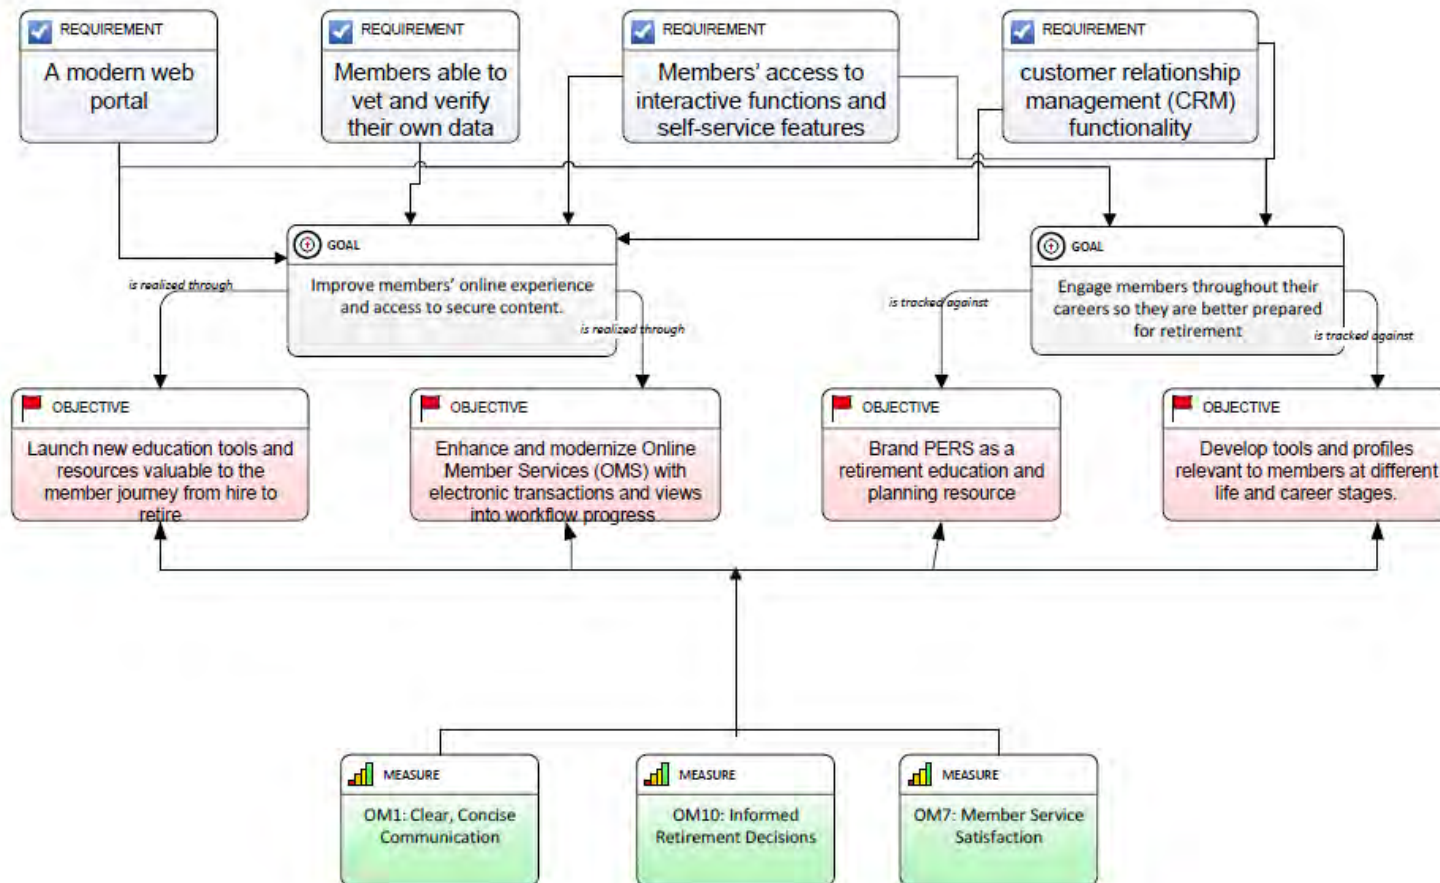 REQUIREMENT
A modern web
portal
REQUIREMENT
Members able to
vet and verify
their own data
REQUIREMENT
Members' access to
interactive functions and
self-service features
REQUIREMENT
customer relationship
management (CRM)
functionality
GOAL
Improve members' online experience
and access to secure content.
GOAL
Engage members throughout their
careers so they are better prepared
for retirement
is realized through
is realized through
is tracked against
is tracked against
OBJECTIVE
Launch new education tools and
resources valuable to the
member journey from hire to
retire
OBJECTIVE
Enhance and modernize Online
Member Services (OMS) with
electronic transactions and views
into workflow progress
OBJECTIVE
Brand PERS as a
retirement education and
planning resource
OBJECTIVE
Develop tools and profiles
relevant to members at different
life and career stages.
MEASURE
OM1: Clear, Concise
Communication
MEASURE
OM10: Informed
Retirement Decisions
MEASURE
OM7: Member Service
Satisfaction